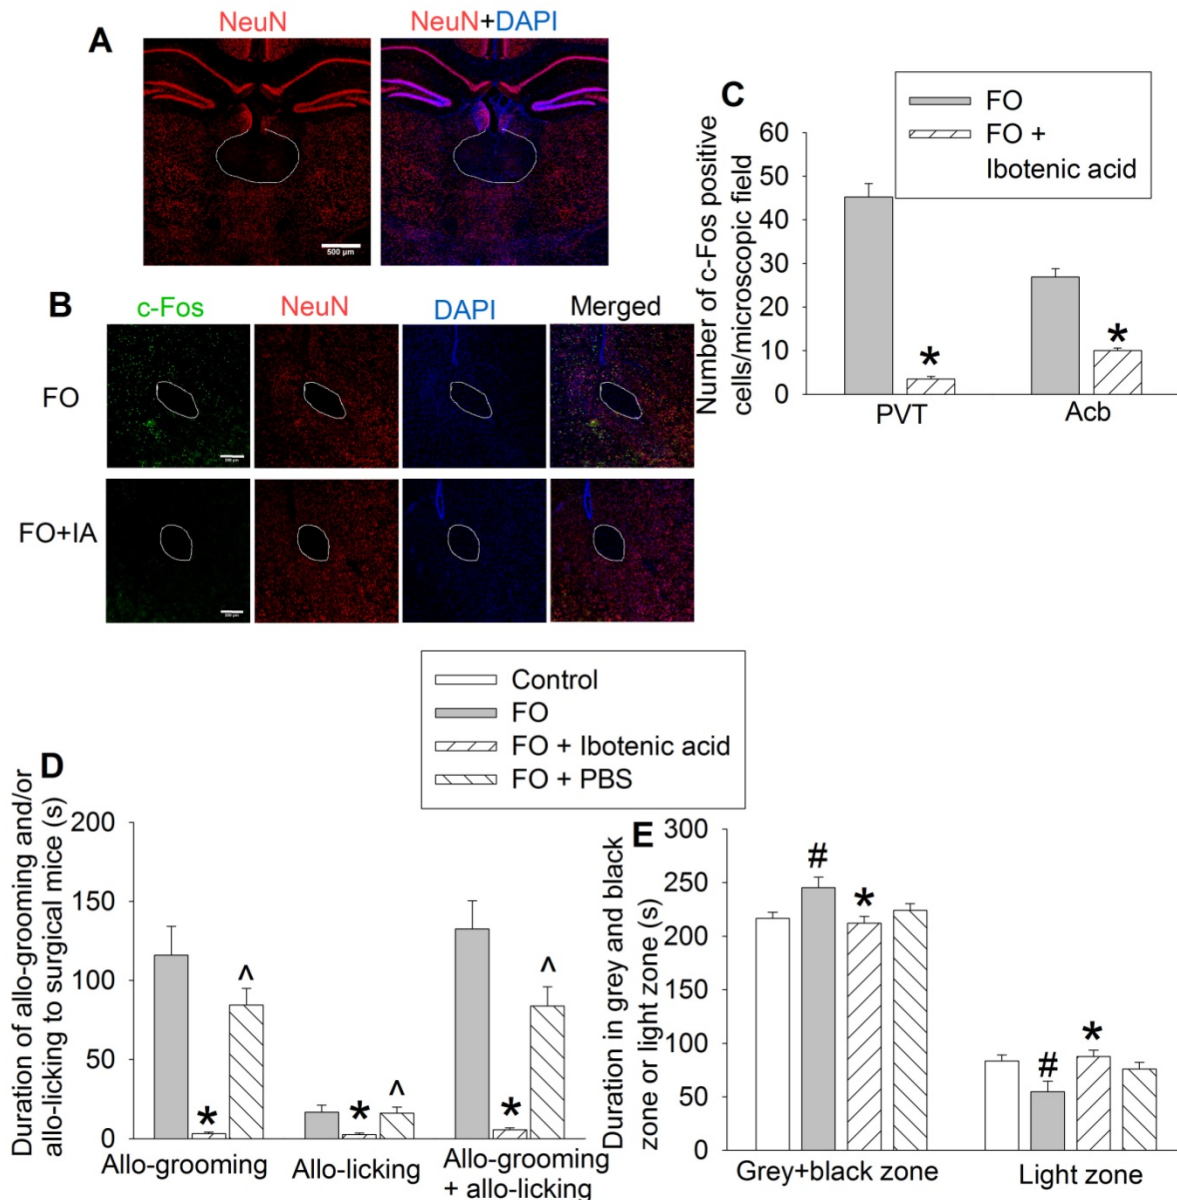 A
NeuN
NeuN+DAPI
500 µm
B
c-Fos
NeuN
DAPI
Merged
FO
FO+IA
C
FO
FO +
Ibotenic acid
Number of c-Fos positive
cells/microscopic field
60
50
40
30
20
10
0
*
*
PVT
Acb
Control
FO
FO + Ibotenic acid
FO + PBS
D
Duration of allo-grooming and/or
allo-licking to surgical mice (s)
200
150
100
50
0
*
^
*
^
*
^
Allo-grooming
Allo-licking
Allo-grooming
+ allo-licking
E
Duration in grey and black
zone or light zone (s)
300
250
200
150
100
50
0
#
*
#
*
Grey+black zone
Light zone